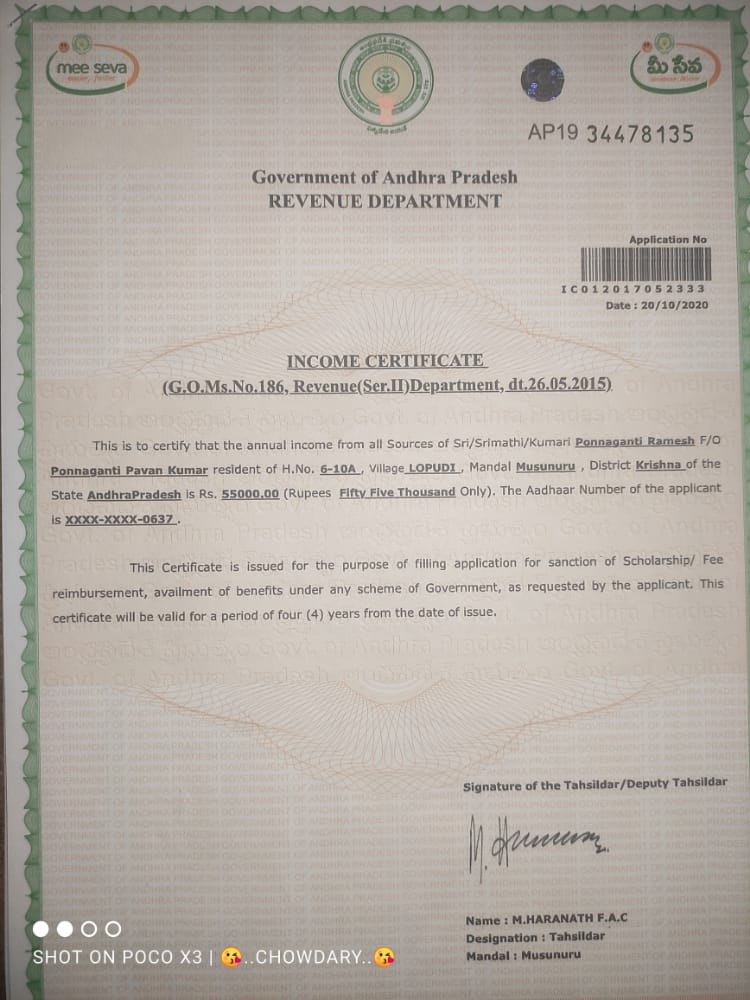 mee seva
మీ సేవ
AP19 34478135
Government of Andhra Pradesh
REVENUE DEPARTMENT
Application No
IC012017052333
Date : 20/10/2020
INCOME CERTIFICATE
(G.O.Ms.No.186, Revenue(Ser.II)Department, dt.26.05.2015)
This is to certify that the annual income from all Sources of Sri/Srimathi/Kumari Ponnaganti Ramesh F/O
Ponnaganti Pavan Kumar resident of H.No. 6-10A , Village LOPUDI , Mandal Musunuru , District Krishna of the
State AndhraPradesh is Rs. 55000.00 (Rupees Fifty Five Thousand Only). The Aadhaar Number of the applicant
is XXXX-XXXX-0637 .
This Certificate is issued for the purpose of filling application for sanction of Scholarship/ Fee
reimbursement, availment of benefits under any scheme of Government, as requested by the applicant. This
certificate will be valid for a period of four (4) years from the date of issue.
Signature of the Tahsildar/Deputy Tahsildar
Name : M.HARANATH F.A.C
Designation : Tahsildar
Mandal : Musunuru
SHOT ON POCO X3 | 😘..CHOWDARY..😘